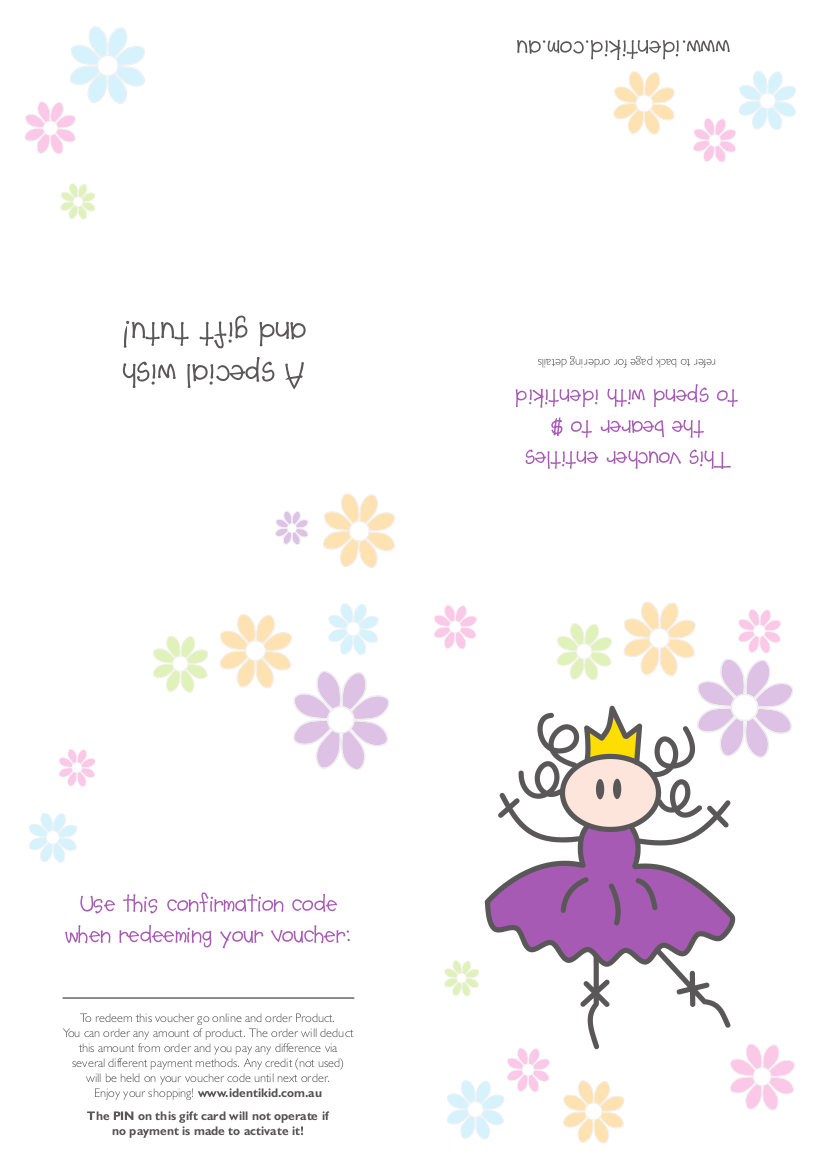 www.identikid.com.au
A special wish
and gift tutu!
This voucher entitles
the bearer to $
to spend with identikid
refer to back page for ordering details
Use this confirmation code
when redeeming your voucher:
To redeem this voucher go online and order Product.
You can order any amount of product. The order will deduct
this amount from order and you pay any difference via
several different payment methods. Any credit (not used)
will be held on your voucher code until next order.
Enjoy your shopping! www.identikid.com.au
The PIN on this gift card will not operate if
no payment is made to activate it!